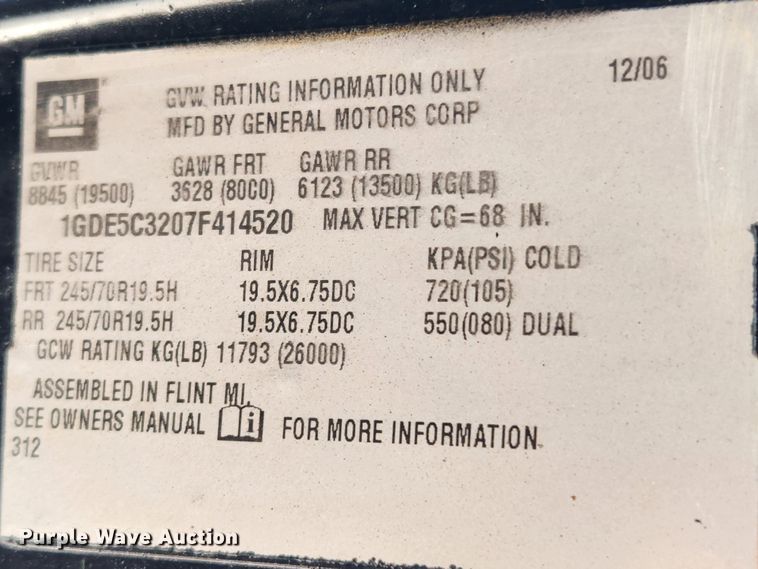 GM
GVW RATING INFORMATION ONLY 12/06
MFD BY GENERAL MOTORS CORP
GVWR GAWR FRT GAWR RR
8845 (19500) 3628 (8000) 6123 (13500) KG(LB)
1GDE5C3207F414520 MAX VERT CG=68 IN.
TIRE SIZE RIM KPA(PSI) COLD
FRT 245/70R19.5H 19.5X6.75DC 720(105)
RR 245/70R19.5H 19.5X6.75DC 550(080) DUAL
GCW RATING KG(LB) 11793 (26000)
ASSEMBLED IN FLINT MI.
SEE OWNERS MANUAL i FOR MORE INFORMATION
312
Purple Wave Auction